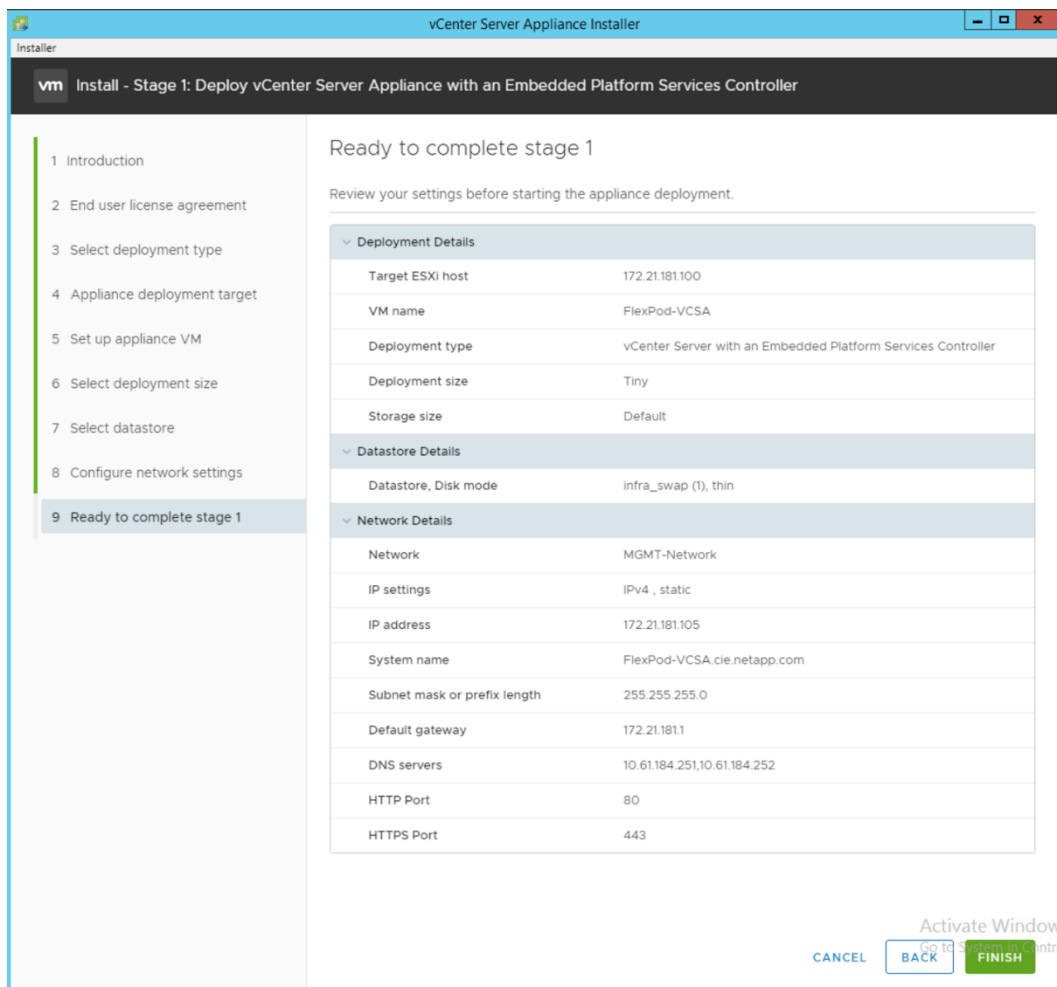 vCenter Server Appliance Installer
Installer
vm Install - Stage 1: Deploy vCenter Server Appliance with an Embedded Platform Services Controller
1 Introduction
2 End user license agreement
3 Select deployment type
4 Appliance deployment target
5 Set up appliance VM
6 Select deployment size
7 Select datastore
8 Configure network settings
9 Ready to complete stage 1
Ready to complete stage 1
Review your settings before starting the appliance deployment.
Deployment Details
Target ESXi host 172.21.181.100
VM name FlexPod-VCSA
Deployment type vCenter Server with an Embedded Platform Services Controller
Deployment size Tiny
Storage size Default
Datastore Details
Datastore, Disk mode infra_swap (1), thin
Network Details
Network MGMT-Network
IP settings IPv4 , static
IP address 172.21.181.105
System name FlexPod-VCSA.cie.netapp.com
Subnet mask or prefix length 255.255.255.0
Default gateway 172.21.181.1
DNS servers 10.61.184.251,10.61.184.252
HTTP Port 80
HTTPS Port 443
Activate Window
Go to System in Contr
CANCEL BACK FINISH